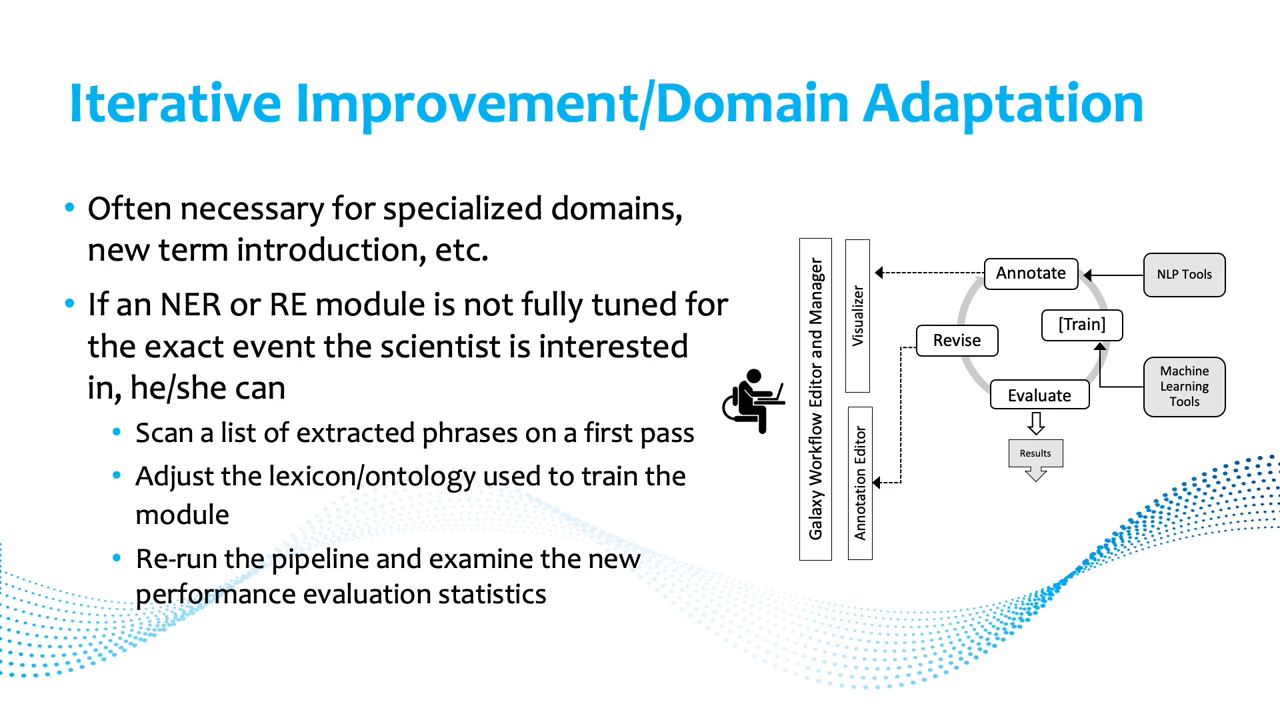 Iterative Improvement/Domain Adaptation
• Often necessary for specialized domains,
new term introduction, etc.
• If an NER or RE module is not fully tuned for
the exact event the scientist is interested
in, he/she can
• Scan a list of extracted phrases on a first pass
• Adjust the lexicon/ontology used to train the
module
• Re-run the pipeline and examine the new
performance evaluation statistics
Galaxy Workflow Editor and Manager
Visualizer
Annotation Editor
Annotate
NLP Tools
[Train]
Revise
Machine
Learning
Tools
Evaluate
Results